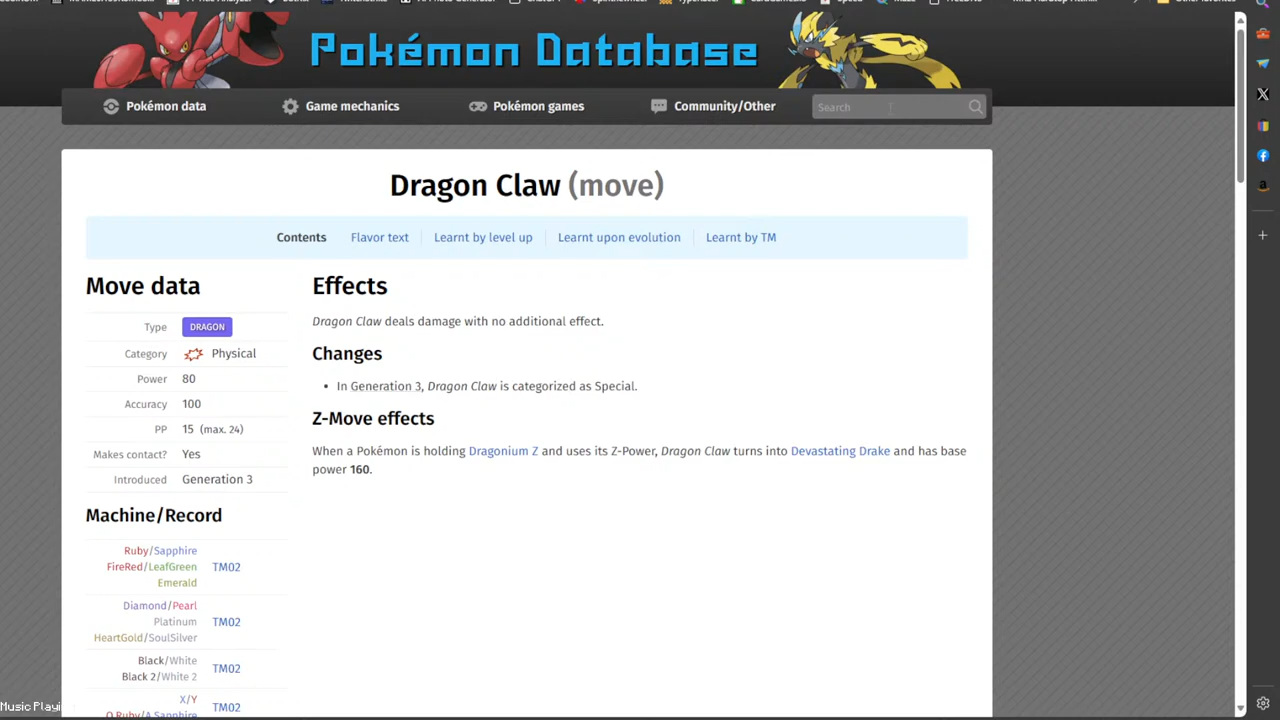 Pokémon Database
Pokémon data
Game mechanics
Pokémon games
Community/Other
Search
Dragon Claw (move)
Contents
Flavor text
Learnt by level up
Learnt upon evolution
Learnt by TM
Move data
Type DRAGON
Category Physical
Power 80
Accuracy 100
PP 15 (max. 24)
Makes contact? Yes
Introduced Generation 3
Machine/Record
Ruby/Sapphire
FireRed/LeafGreen TM02
Emerald
Diamond/Pearl
Platinum TM02
HeartGold/SoulSilver
Black/White
Black 2/White 2 TM02
X/Y
O.Ruby/A.Sapphire TM02
Effects
Dragon Claw deals damage with no additional effect.
Changes
• In Generation 3, Dragon Claw is categorized as Special.
Z-Move effects
When a Pokémon is holding Dragonium Z and uses its Z-Power, Dragon Claw turns into Devastating Drake and has base
power 160.
Music Playi